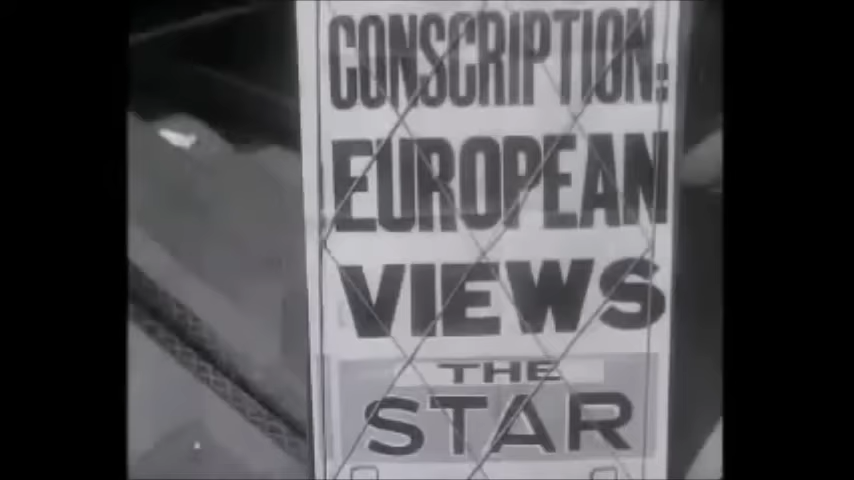 CONSCRIPTION:
EUROPEAN
VIEWS
THE
STAR